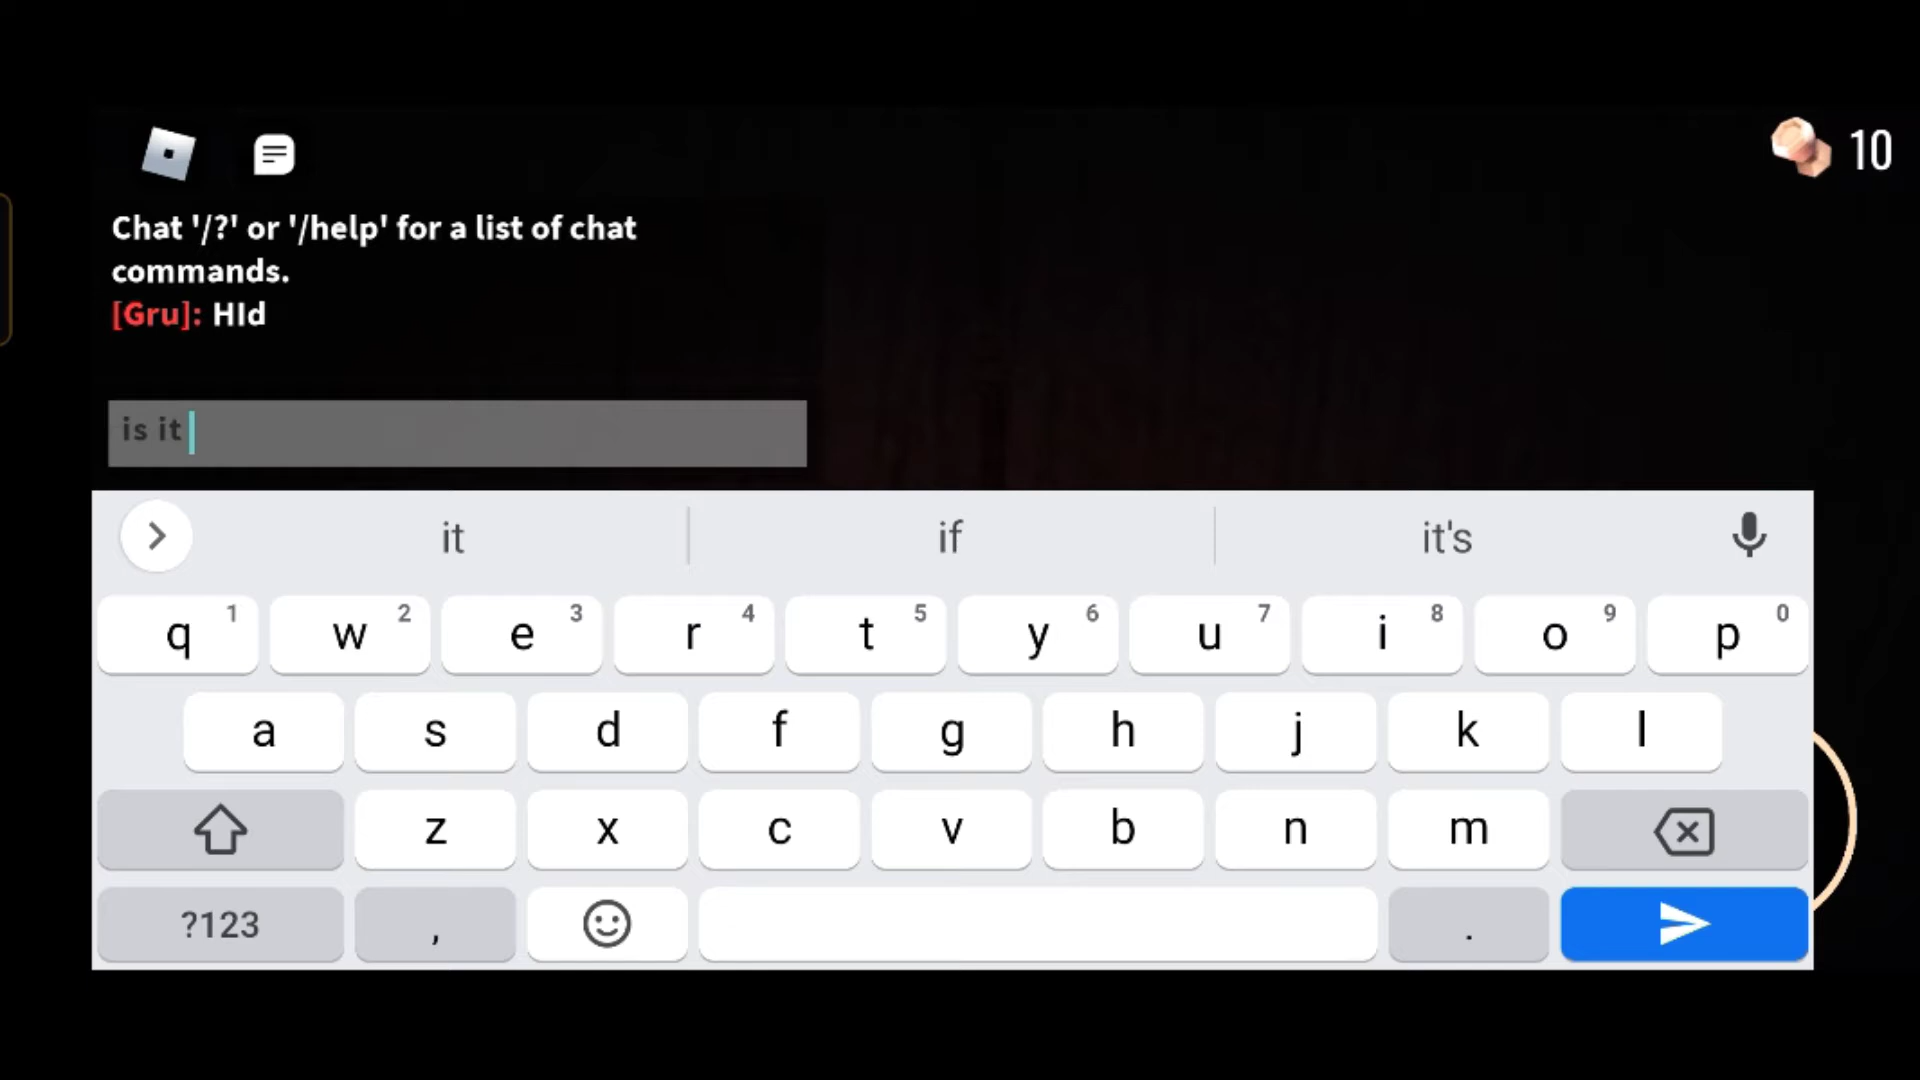 10
Chat '/?' or '/help' for a list of chat
commands.
[Gru]: HId
is it
it if it's
q 1 w 2 e 3 r 4 t 5 y 6 u 7 i 8 o 9 p 0
a s d f g h j k l
z x c v b n m
?123 , .